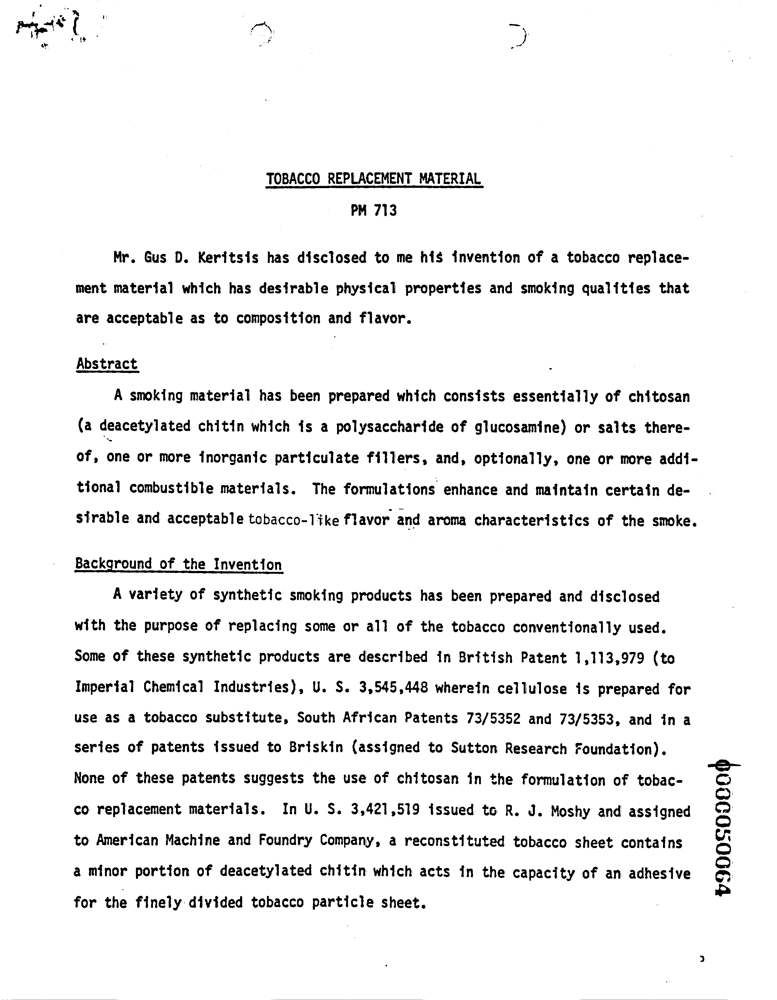 TOBACCO REPLACEMENT MATERIAL
PM 713
Mr. Gus D. Keritsis has disclosed to me his invention of a tobacco replace-
ment material which has desirable physical properties and smoking qualities that
are acceptable as to composition and flavor.
Abstract
A smoking material has been prepared which consists essentially of chitosan
(a deacetylated chitin which is a polysaccharide of glucosamine) or salts there-
of, one or more inorganic particulate fillers, and, optionally, one or more addi-
tional combustible materials. The formulations enhance and maintain certain de-
sirable and acceptable tobacco-like flavor and aroma characteristics of the smoke.
Background of the Invention
A variety of synthetic smoking products has been prepared and disclosed
with the purpose of replacing some or all of the tobacco conventionally used.
Some of these synthetic products are described in British Patent 1,113,979 (to
Imperial Chemical Industries), U. S. 3,545,448 wherein cellulose is prepared for
use as a tobacco substitute, South African Patents 73/5352 and 73/5353, and in a
series of patents issued to Briskin (assigned to Sutton Research Foundation).
None of these patents suggests the use of chitosan in the formulation of tobac-
co replacement materials. In U. S. 3,421,519 issued to R. J. Moshy and assigned
to American Machine and Foundry Company, a reconstituted tobacco sheet contains
a minor portion of deacetylated chitin which acts in the capacity of an adhesive
for the finely divided tobacco particle sheet.